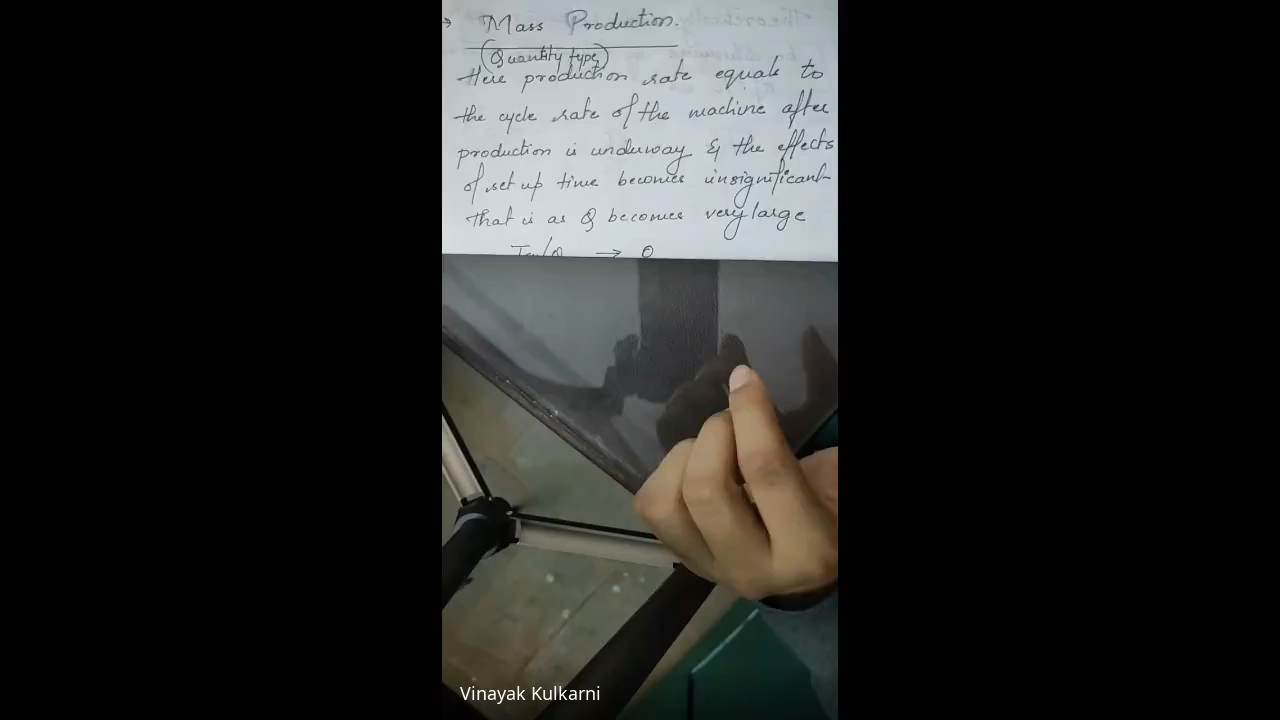 → Mass Production.
(Quantity type)
Here production rate equals to
the cycle rate of the machine after
production is underway & the effects
of set up time becomes insignificant
That is as Q becomes very large
→ 0
Vinayak Kulkarni